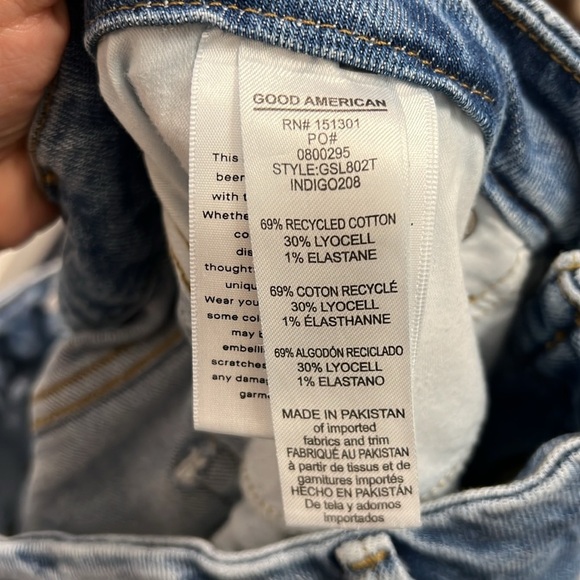 GOOD AMERICAN
RN# 151301
PO#
0800295
STYLE:GSL802T
INDIGO208
69% RECYCLED COTTON
30% LYOCELL
1% ELASTANE
69% COTON RECYCLÉ
30% LYOCELL
1% ÉLASTHANNE
69% ALGODÓN RECICLADO
30% LYOCELL
1% ELASTANO
MADE IN PAKISTAN
of imported
fabrics and trim
FABRIQUÉ AU PAKISTAN
à partir de tissus et de
garnitures importés
HECHO EN PAKISTÁN
De tela y adornos
importados
This
been
with t
Whethe
co
dis
thought
uniqu
Wear you
some col
may b
embelli
scratches
any dama
garm